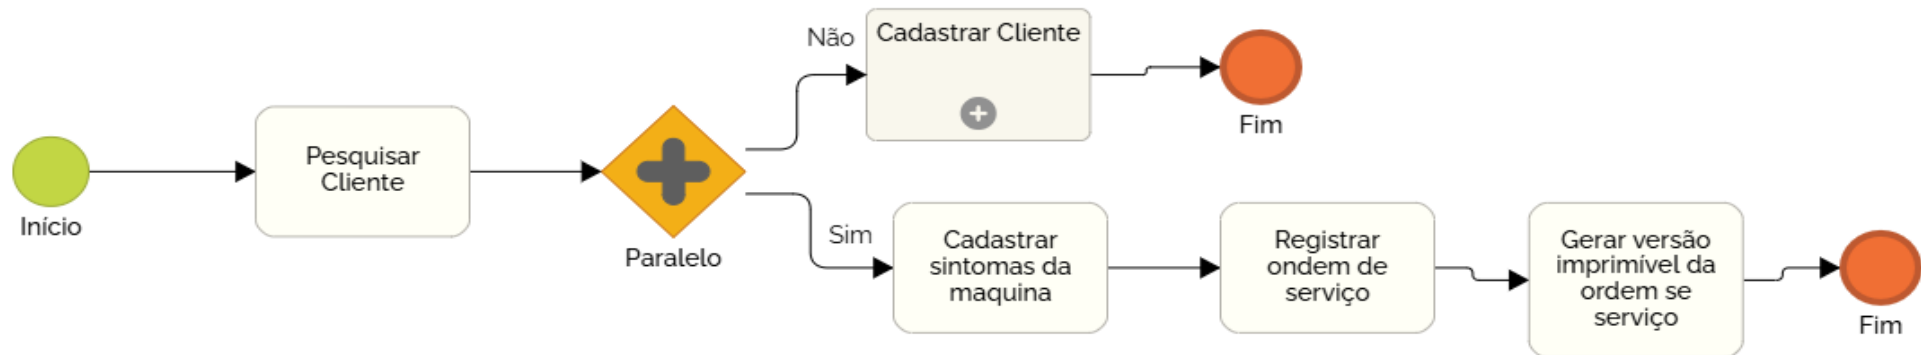 Início
Pesquisar
Cliente
Paralelo
Não
Cadastrar Cliente
Fim
Sim
Cadastrar
sintomas da
maquina
Registrar
ondem de
serviço
Gerar versão
imprimível da
ordem se
serviço
Fim